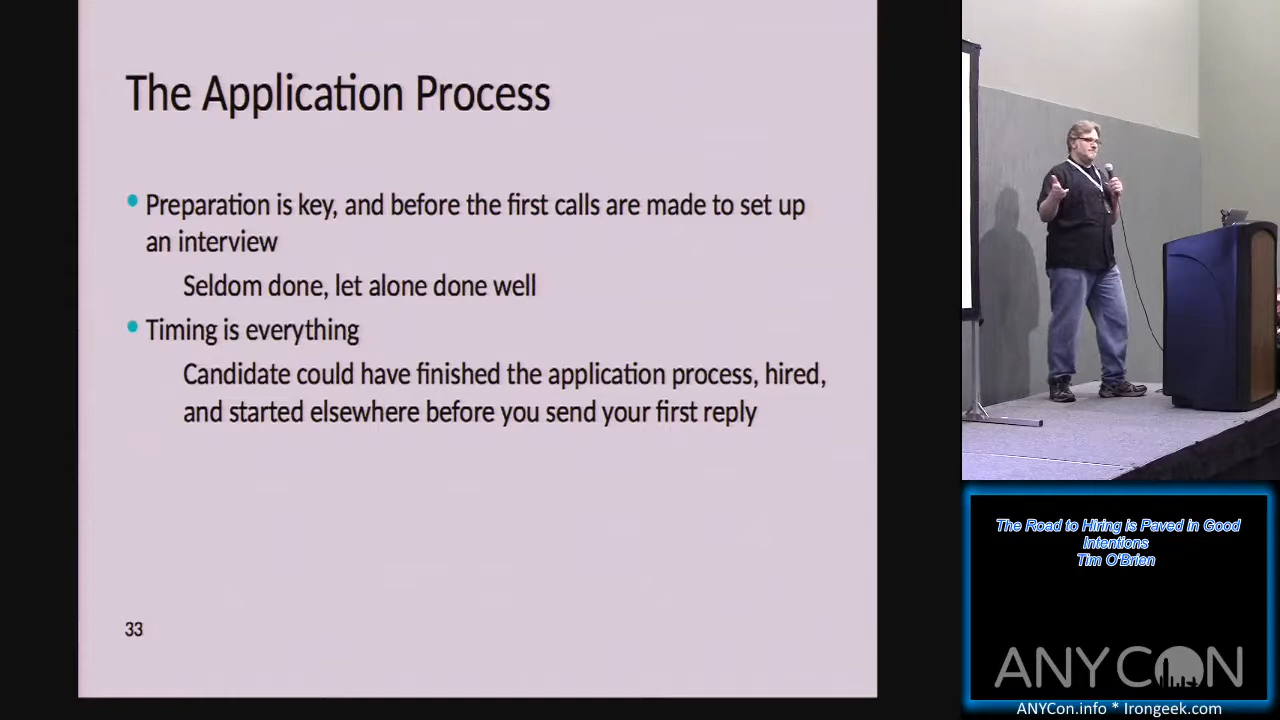 The Application Process
Preparation is key, and before the first calls are made to set up
an interview
Seldom done, let alone done well
Timing is everything
Candidate could have finished the application process, hired,
and started elsewhere before you send your first reply
33
The Road to Hiring is Paved in Good
Intentions
Tim O'Brien
ANYCON
ANYCon.info * Irongeek.com